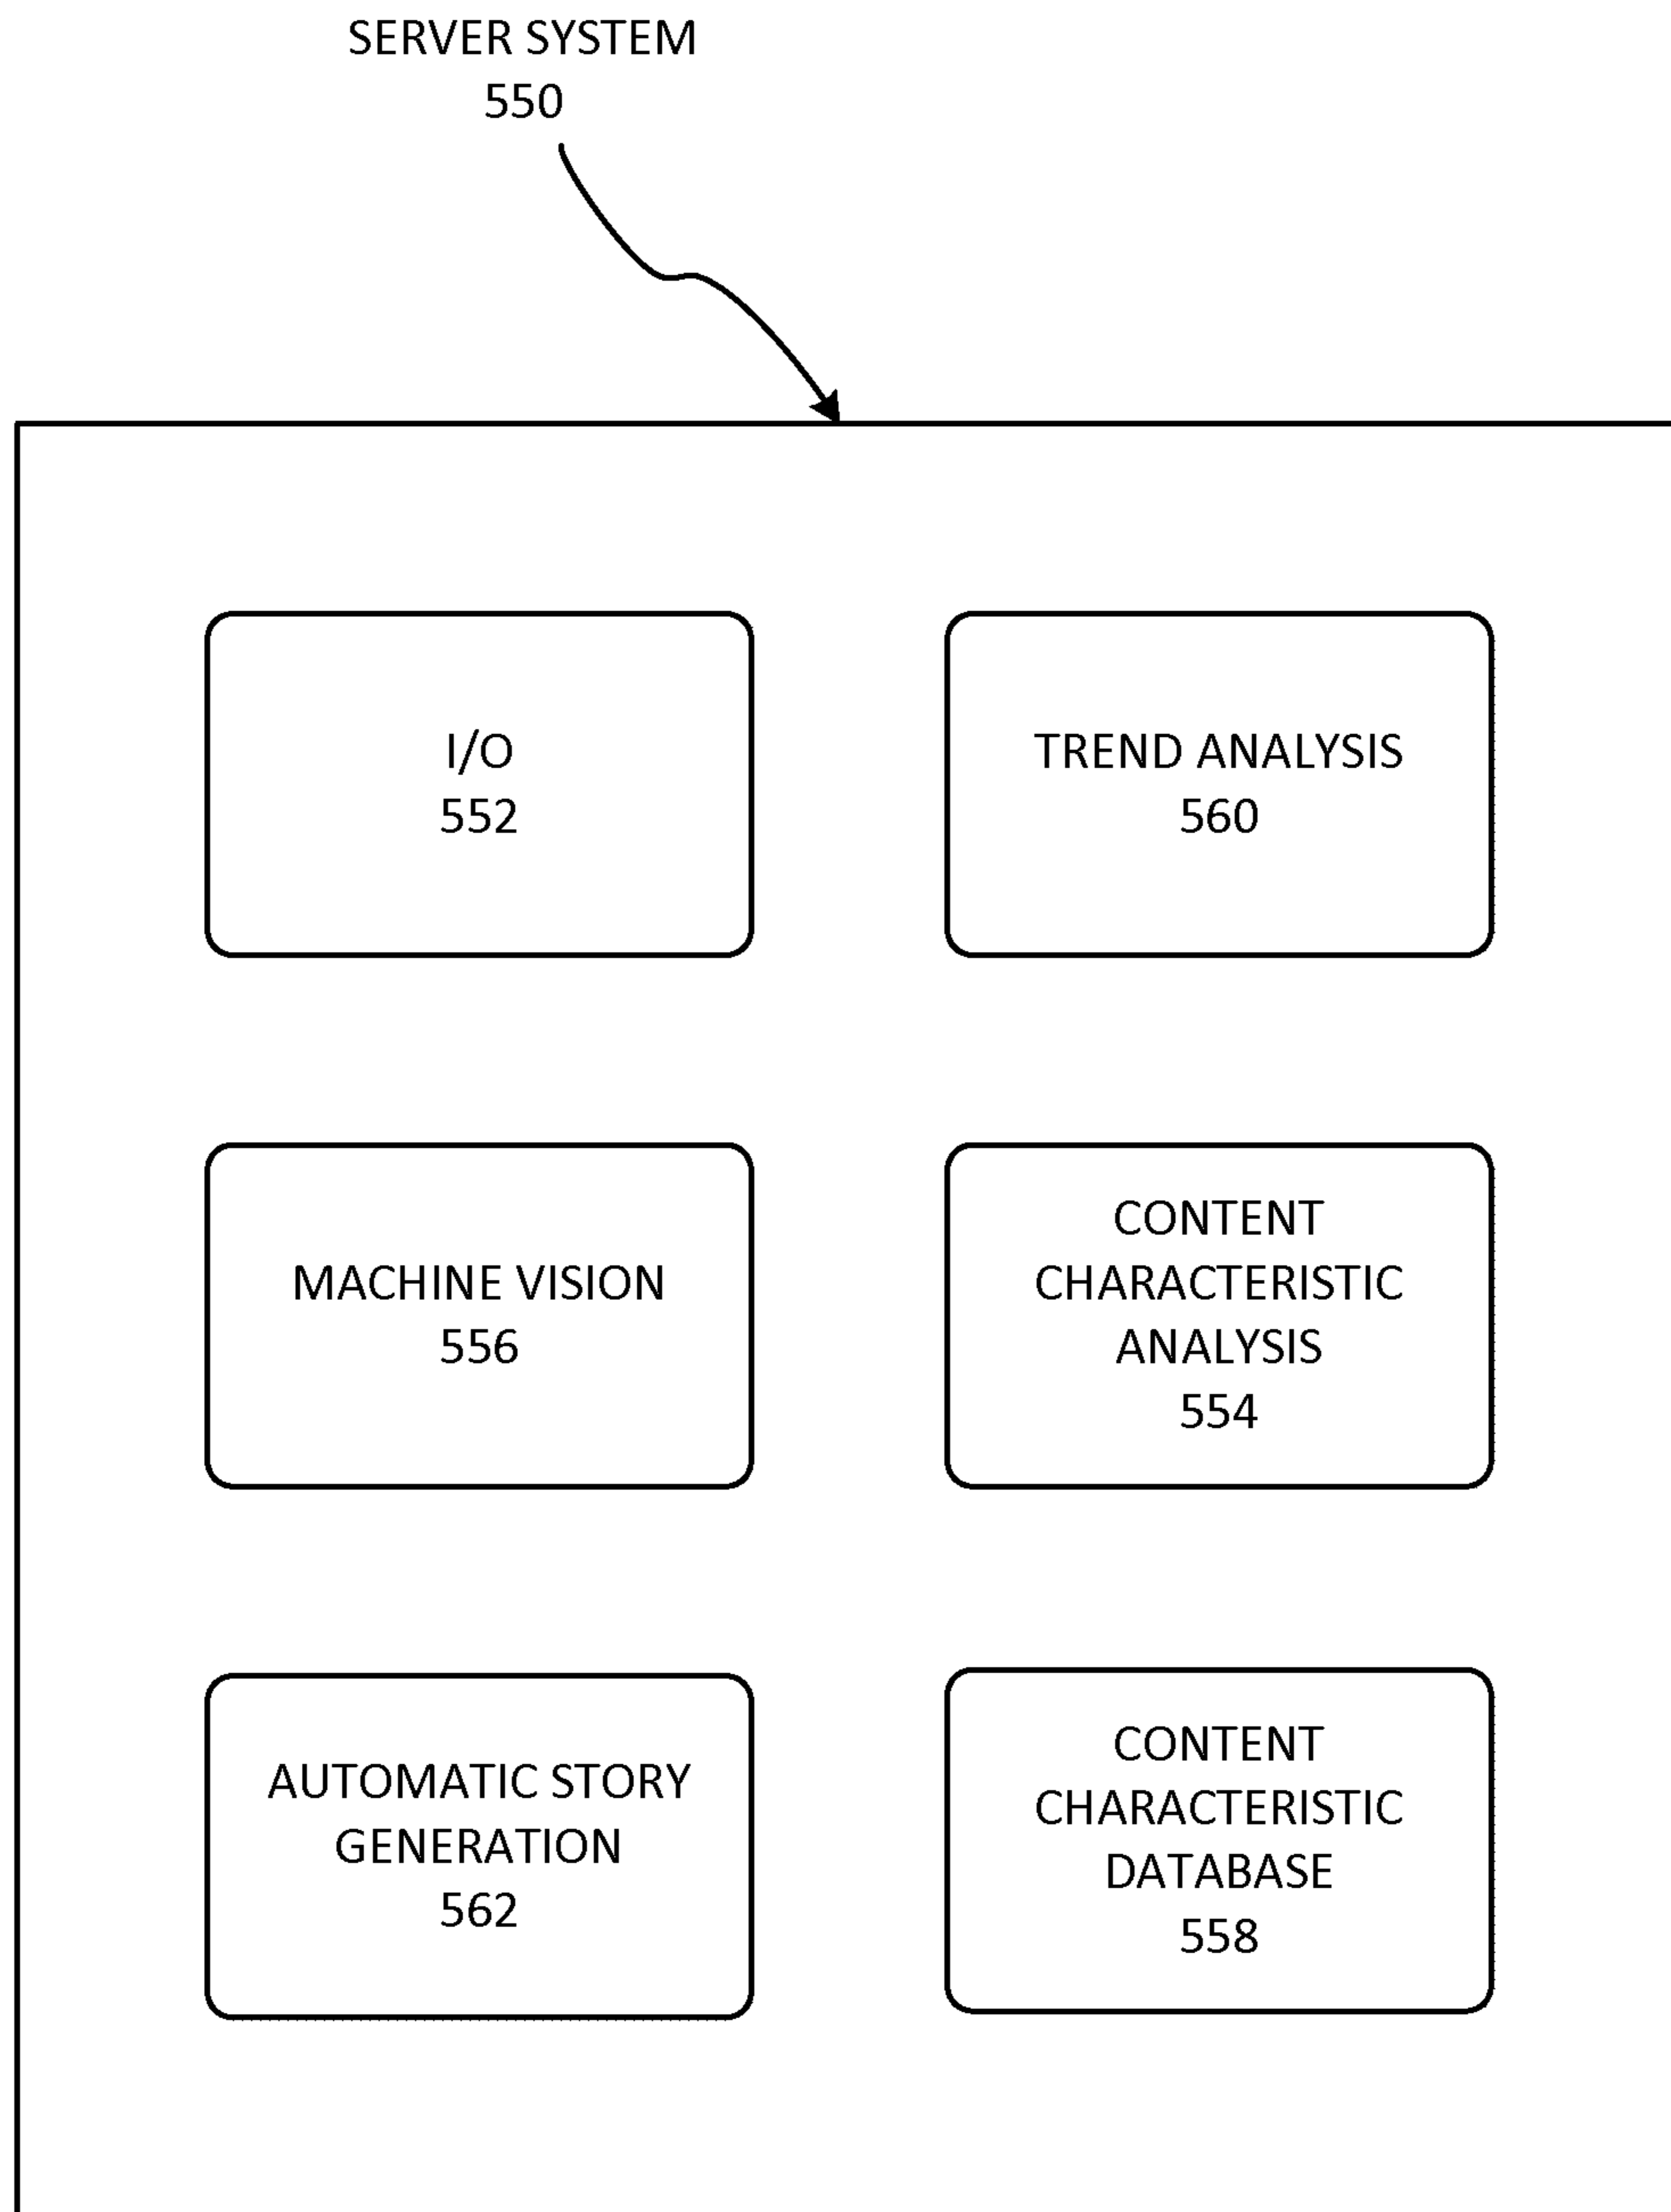 SERVER SYSTEM
550
I/O
552
TREND ANALYSIS
560
MACHINE VISION
556
CONTENT
CHARACTERISTIC
ANALYSIS
554
AUTOMATIC STORY
GENERATION
562
CONTENT
CHARACTERISTIC
DATABASE
558